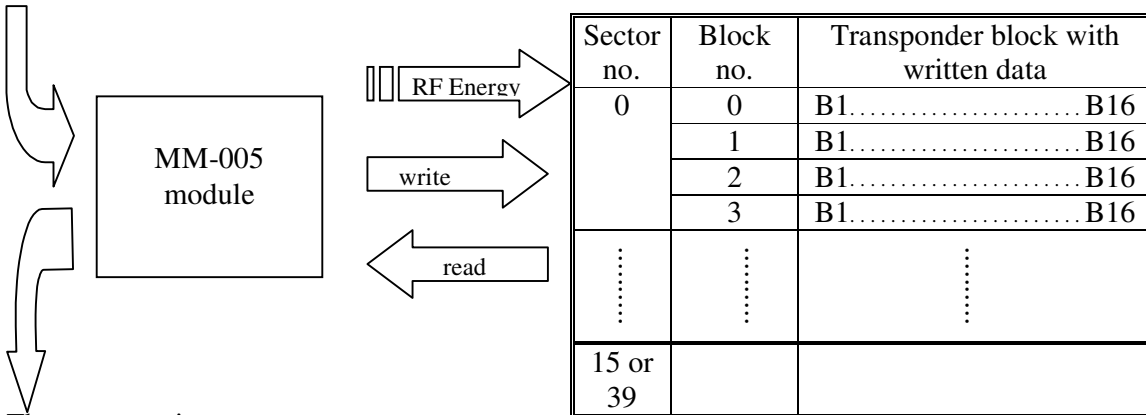 Sector no. Block no. Transponder block with written data
0 0 B1........................B16
1 B1........................B16
2 B1........................B16
3 B1........................B16
15 or 39
MM-005
module
RF Energy
write
read